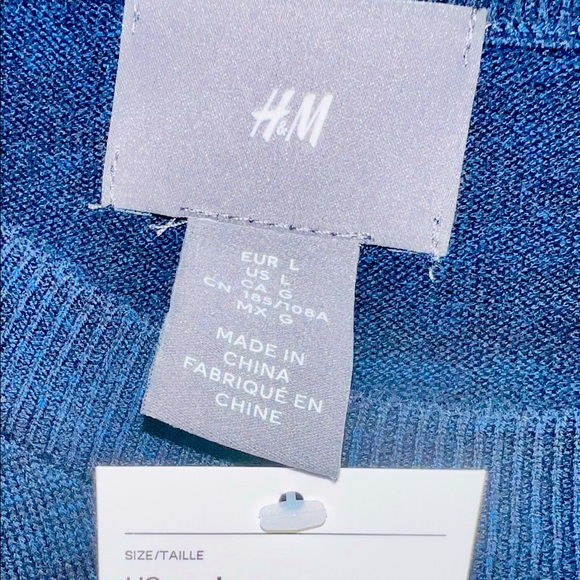 H&M
EUR L
US L
CA G
CN 185/108A
MX G
MADE IN
CHINA
FABRIQUÉ EN
CHINE
SIZE/TAILLE